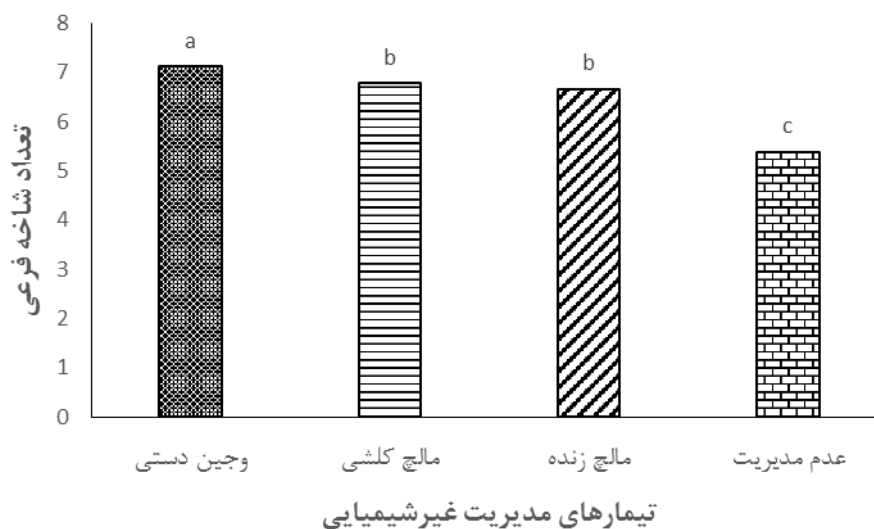 تعداد شاخه فرعی
8
7
6
5
4
3
2
1
0
a
b
b
c
وجین دستی
مالچ کلشی
مالچ زنده
عدم مدیریت
تیمارهای مدیریت غیرشیمیایی